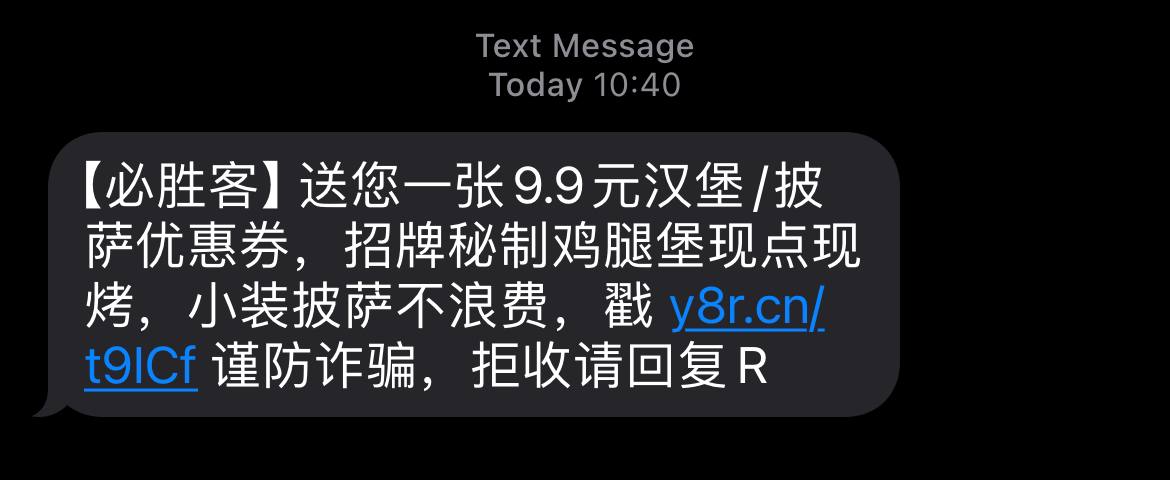 Text Message
Today 10:40
【必胜客】送您一张9.9元汉堡/披
萨优惠券，招牌秘制鸡腿堡现点现
烤，小装披萨不浪费，戳 y8r.cn/
t9ICf 谨防诈骗，拒收请回复R